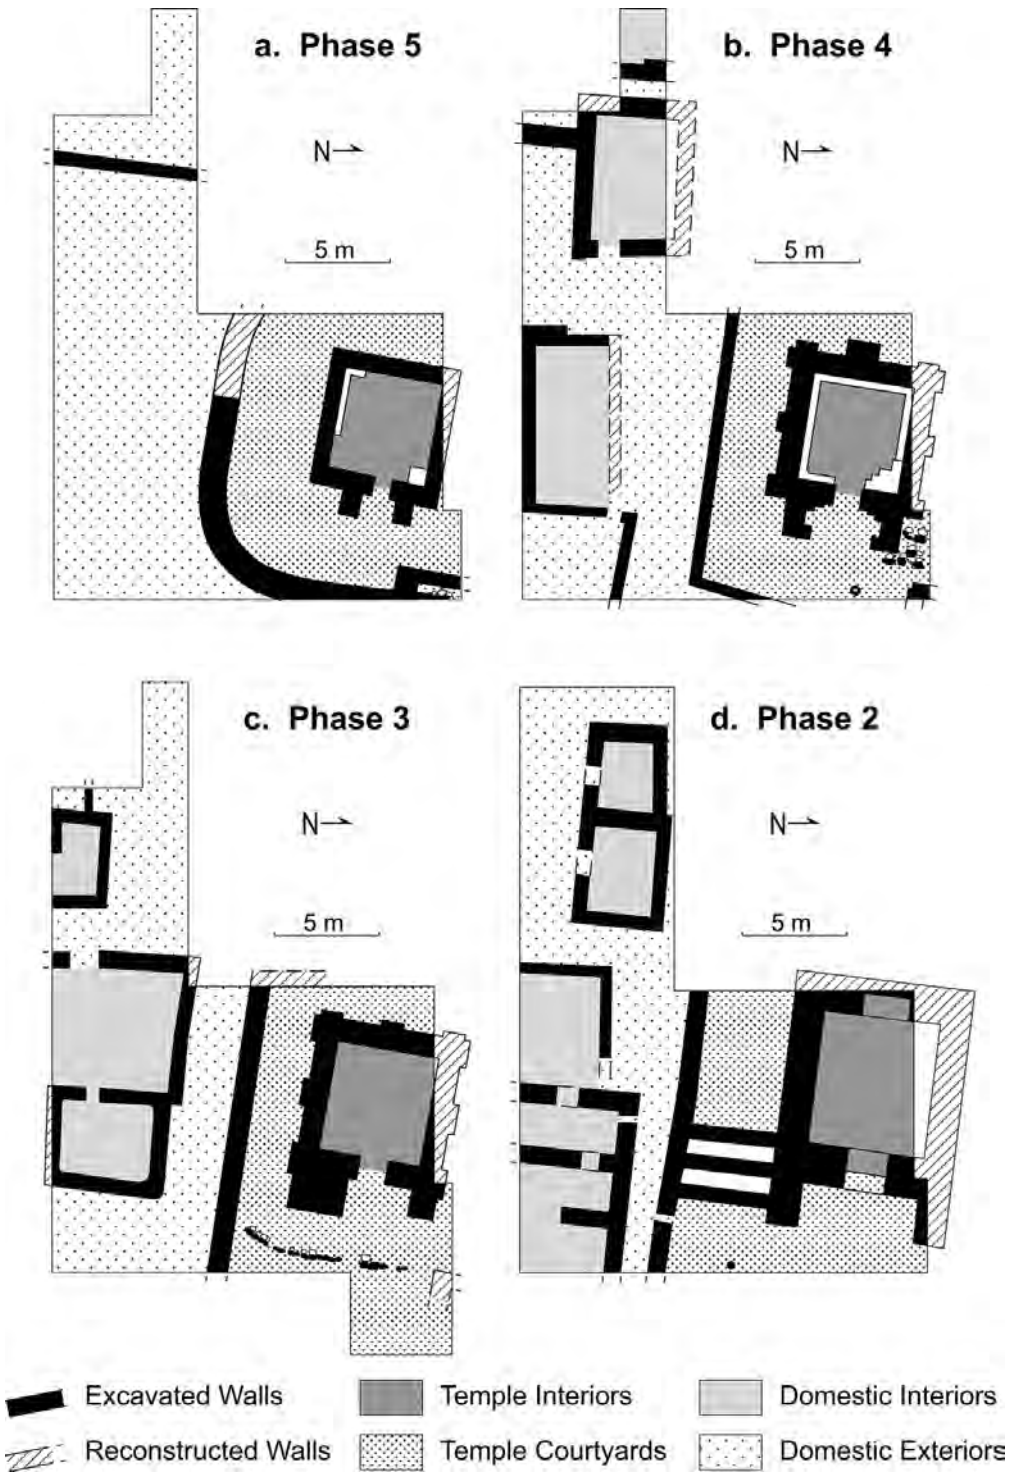 a. Phase 5
b. Phase 4
N
N
5 m
5 m
c. Phase 3
d. Phase 2
N
N
5 m
5 m
Excavated Walls
Temple Interiors
Domestic Interiors
Reconstructed Walls
Temple Courtyards
Domestic Exteriors